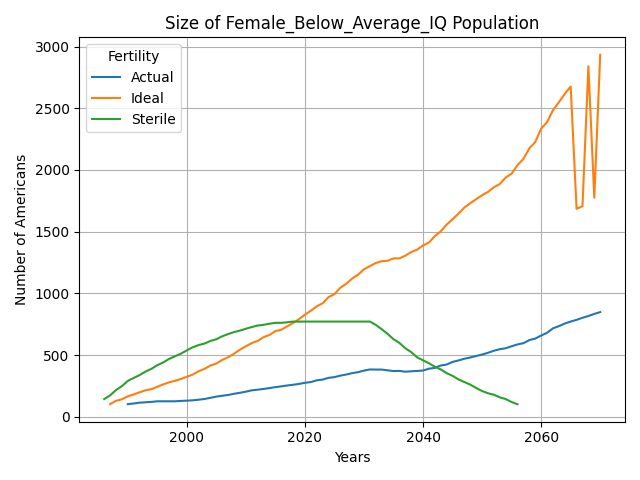 Size of Female_Below_Average_IQ Population
Number of Americans
3000
2500
2000
1500
1000
500
0
Fertility
Actual
Ideal
Sterile
2000 2020 2040 2060
Years